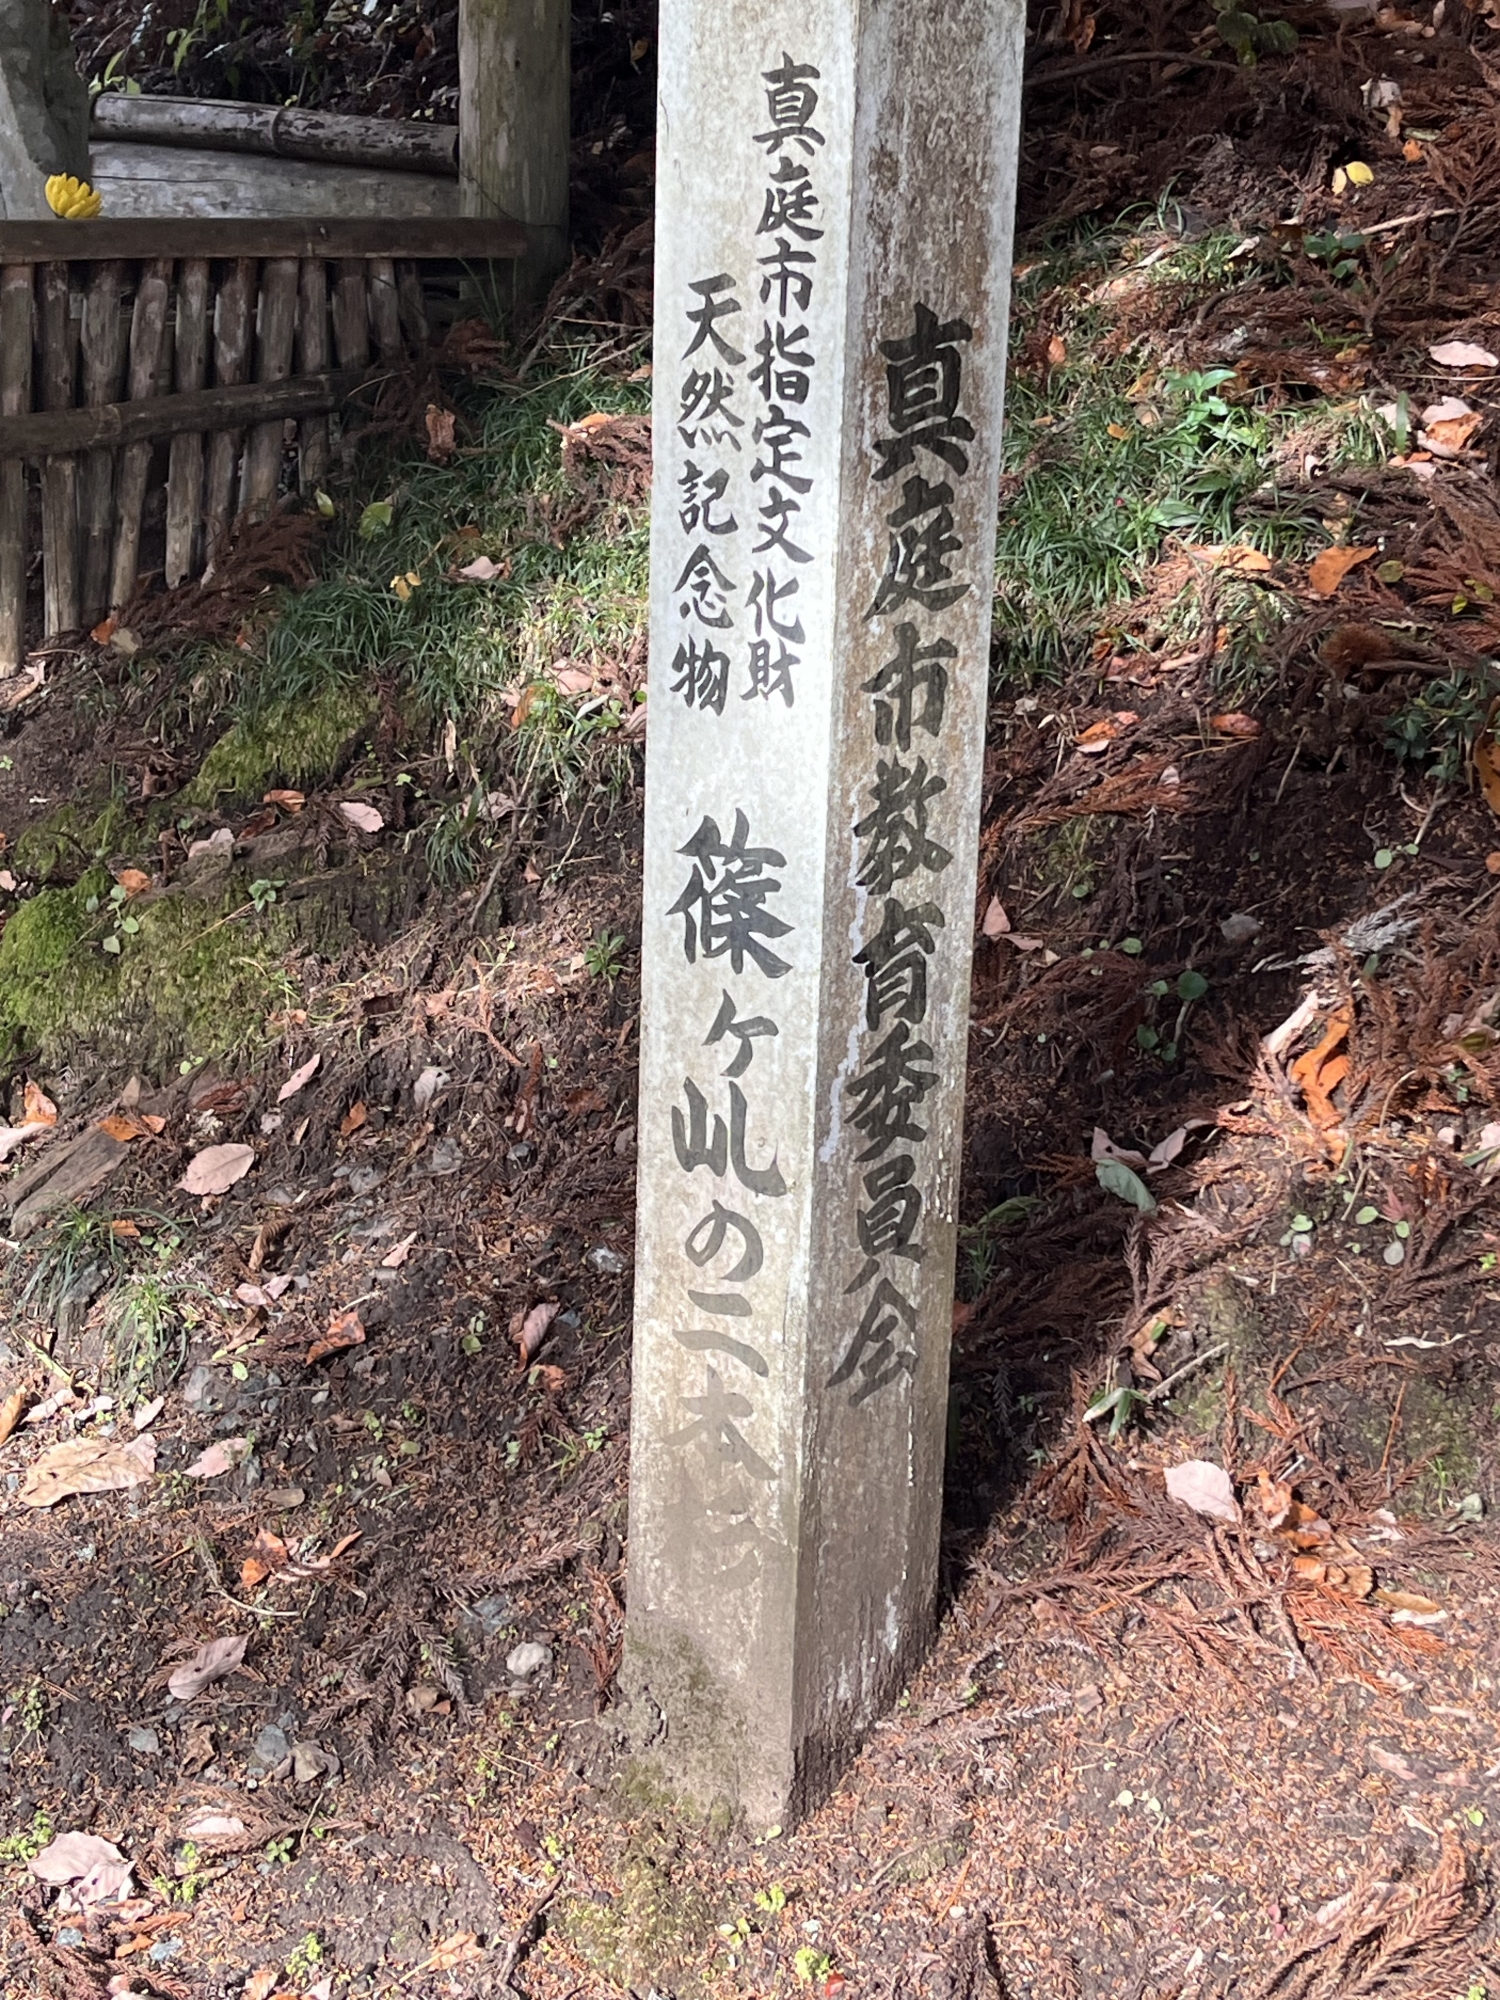 真庭市指定文化財
天然記念物
篠ヶ乢の二本
真庭市教育委員会